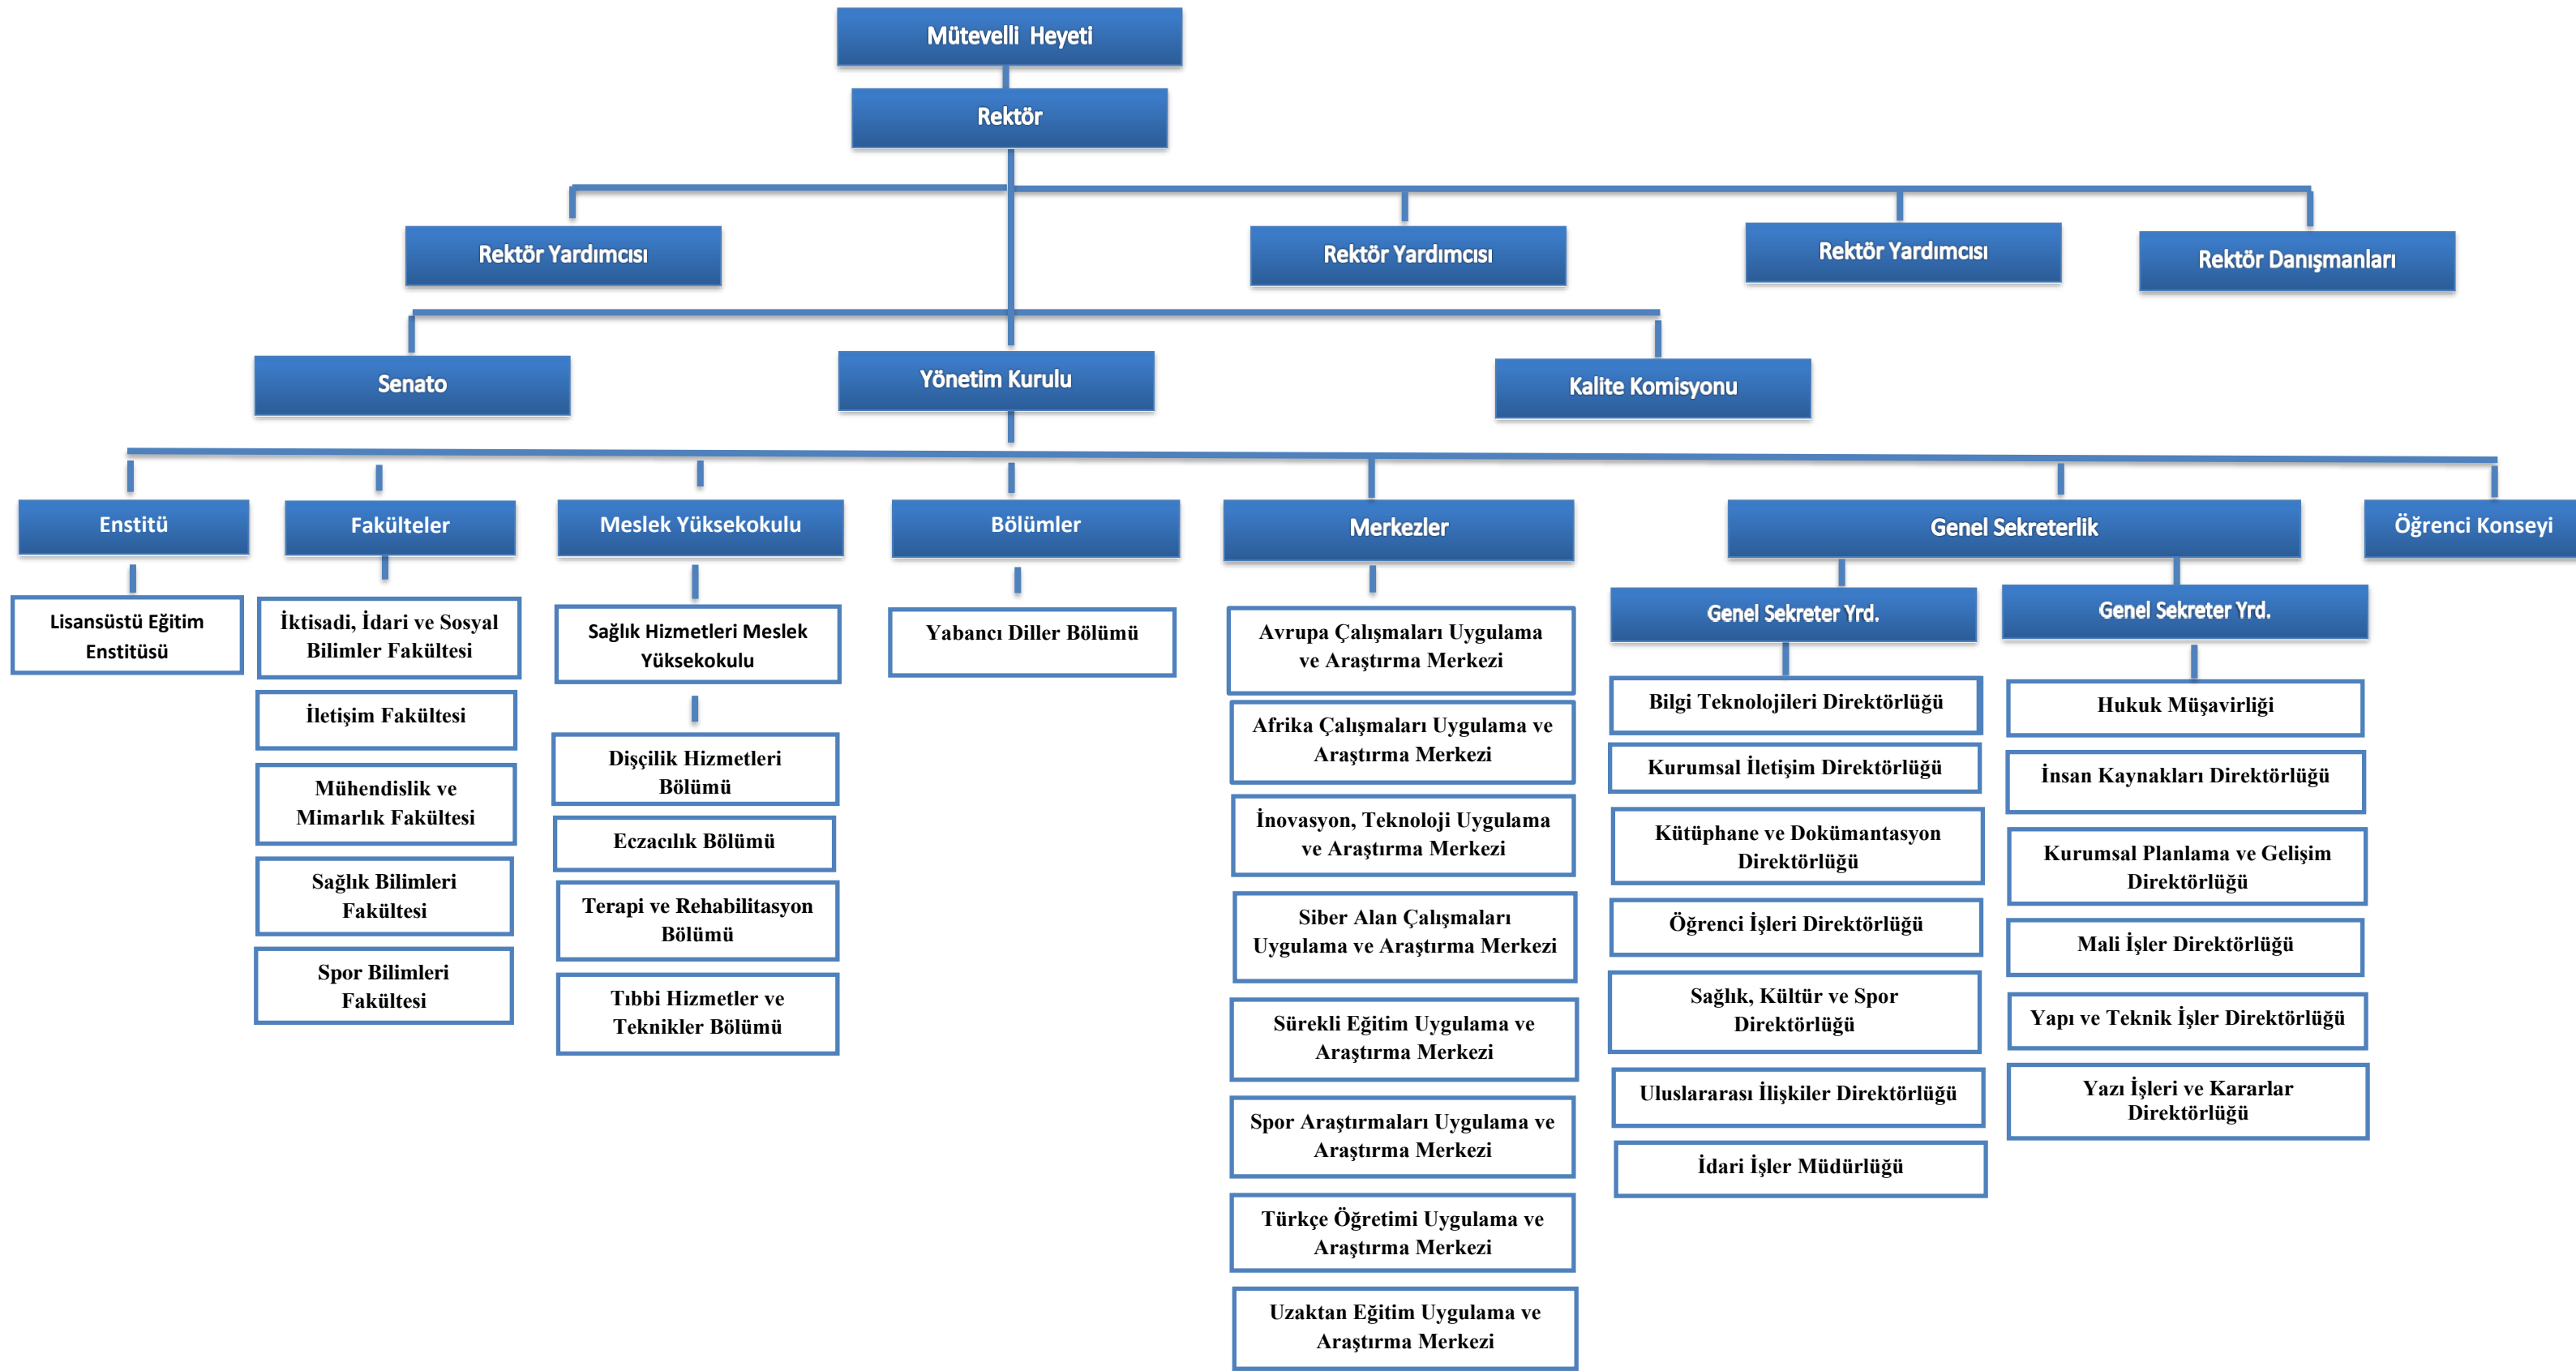 Mütevelli Heyeti
Rektör
Rektör Yardımcısı
Rektör Yardımcısı
Rektör Yardımcısı
Rektör Danışmanları
Senato
Yönetim Kurulu
Kalite Komisyonu
Enstitü
Fakülteler
Meslek Yüksekokulu
Bölümler
Merkezler
Genel Sekreterlik
Öğrenci Konseyi
Lisansüstü Eğitim
Enstitüsü
İktisadi, İdari ve Sosyal
Bilimler Fakültesi
İletişim Fakültesi
Mühendislik ve
Mimarlık Fakültesi
Sağlık Bilimleri
Fakültesi
Spor Bilimleri
Fakültesi
Sağlık Hizmetleri Meslek
Yüksekokulu
Dişçilik Hizmetleri
Bölümü
Eczacılık Bölümü
Terapi ve Rehabilitasyon
Bölümü
Tıbbi Hizmetler ve
Teknikler Bölümü
Yabancı Diller Bölümü
Avrupa Çalışmaları Uygulama
ve Araştırma Merkezi
Afrika Çalışmaları Uygulama ve
Araştırma Merkezi
İnovasyon, Teknoloji Uygulama
ve Araştırma Merkezi
Siber Alan Çalışmaları
Uygulama ve Araştırma Merkezi
Sürekli Eğitim Uygulama ve
Araştırma Merkezi
Spor Araştırmaları Uygulama ve
Araştırma Merkezi
Türkçe Öğretimi Uygulama ve
Araştırma Merkezi
Uzaktan Eğitim Uygulama ve
Araştırma Merkezi
Genel Sekreter Yrd.
Bilgi Teknolojileri Direktörlüğü
Kurumsal İletişim Direktörlüğü
Kütüphane ve Dokümantasyon
Direktörlüğü
Öğrenci İşleri Direktörlüğü
Sağlık, Kültür ve Spor
Direktörlüğü
Uluslararası İlişkiler Direktörlüğü
İdari İşler Müdürlüğü
Genel Sekreter Yrd.
Hukuk Müşavirliği
İnsan Kaynakları Direktörlüğü
Kurumsal Planlama ve Gelişim
Direktörlüğü
Mali İşler Direktörlüğü
Yapı ve Teknik İşler Direktörlüğü
Yazı İşleri ve Kararlar
Direktörlüğü